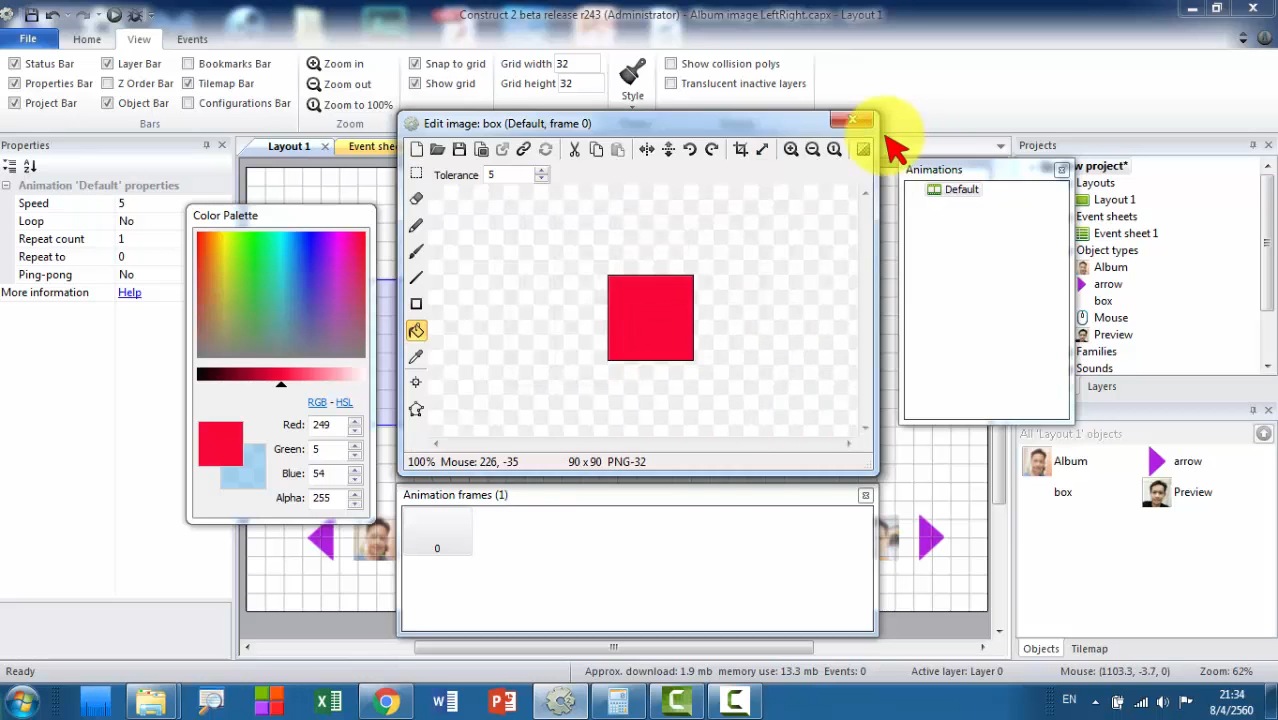 Construct 2 beta release r243 (Administrator) - Album image LeftRight.capx - Layout 1
File Home View Events
Status Bar Layer Bar Bookmarks Bar Zoom in Snap to grid Grid width 32 Show collision polys
Properties Bar Z Order Bar Tilemap Bar Zoom out Show grid Grid height 32 Style Translucent inactive layers
Project Bar Object Bar Configurations Bar Zoom to 100%
Bars Zoom
Properties
Layout 1 Event shee
Animation 'Default' properties
Speed 5
Loop No
Repeat count 1
Repeat to 0
Ping-pong No
More information Help
Color Palette
RGB - HSL
Red: 249
Green: 5
Blue: 54
Alpha: 255
Edit image: box (Default, frame 0)
Tolerance 5
100% Mouse: 226, -35 90 x 90 PNG-32
Animation frames (1)
0
Animations
Default
Projects
w project*
Layouts
Layout 1
Event sheets
Event sheet 1
Object types
Album
arrow
box
Mouse
Preview
Families
Sounds
Layers
All 'Layout 1' objects
Album arrow
box Preview
Objects Tilemap
Ready Approx. download: 1.9 mb memory use: 13.3 mb Events: 0 Active layer: Layer 0 Mouse: (1103.3, -3.7, 0) Zoom: 62%
EN 21:34
8/4/2560